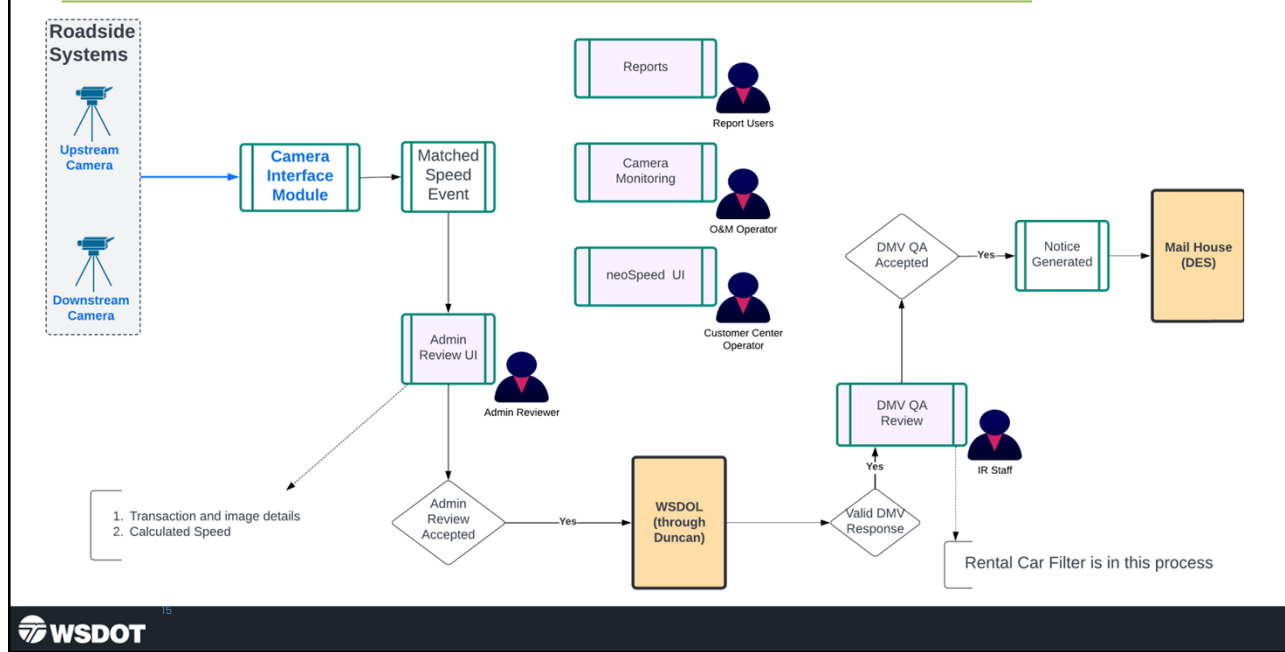 Roadside
Systems
Upstream
Camera
Downstream
Camera
Camera
Interface
Module
Matched
Speed
Event
Reports
Report Users
Camera
Monitoring
O&M Operator
neoSpeed UI
Customer Center
Operator
Admin
Review UI
Admin Reviewer
1. Transaction and image details
2. Calculated Speed
Admin
Review
Accepted
Yes
WSDOL
(through
Duncan)
Valid DMV
Response
Yes
DMV QA
Review
IR Staff
Rental Car Filter is in this process
DMV QA
Accepted
Yes
Notice
Generated
Mail House
(DES)
15
WSDOT